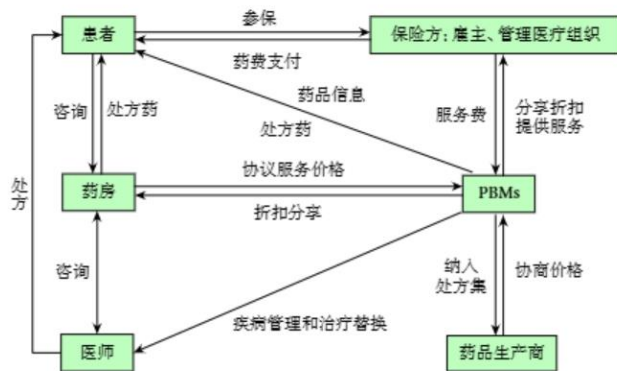 参保
患者
保险方:雇主、管理医疗组织
药费支付
药品信息
咨询
处方药
处方药
服务费
分享折扣
提供服务
处方
协议服务价格
药房
PBMs
折扣分享
咨询
纳人
处方集
协商价格
疾病管理和治疗替换
医师
药品生产商